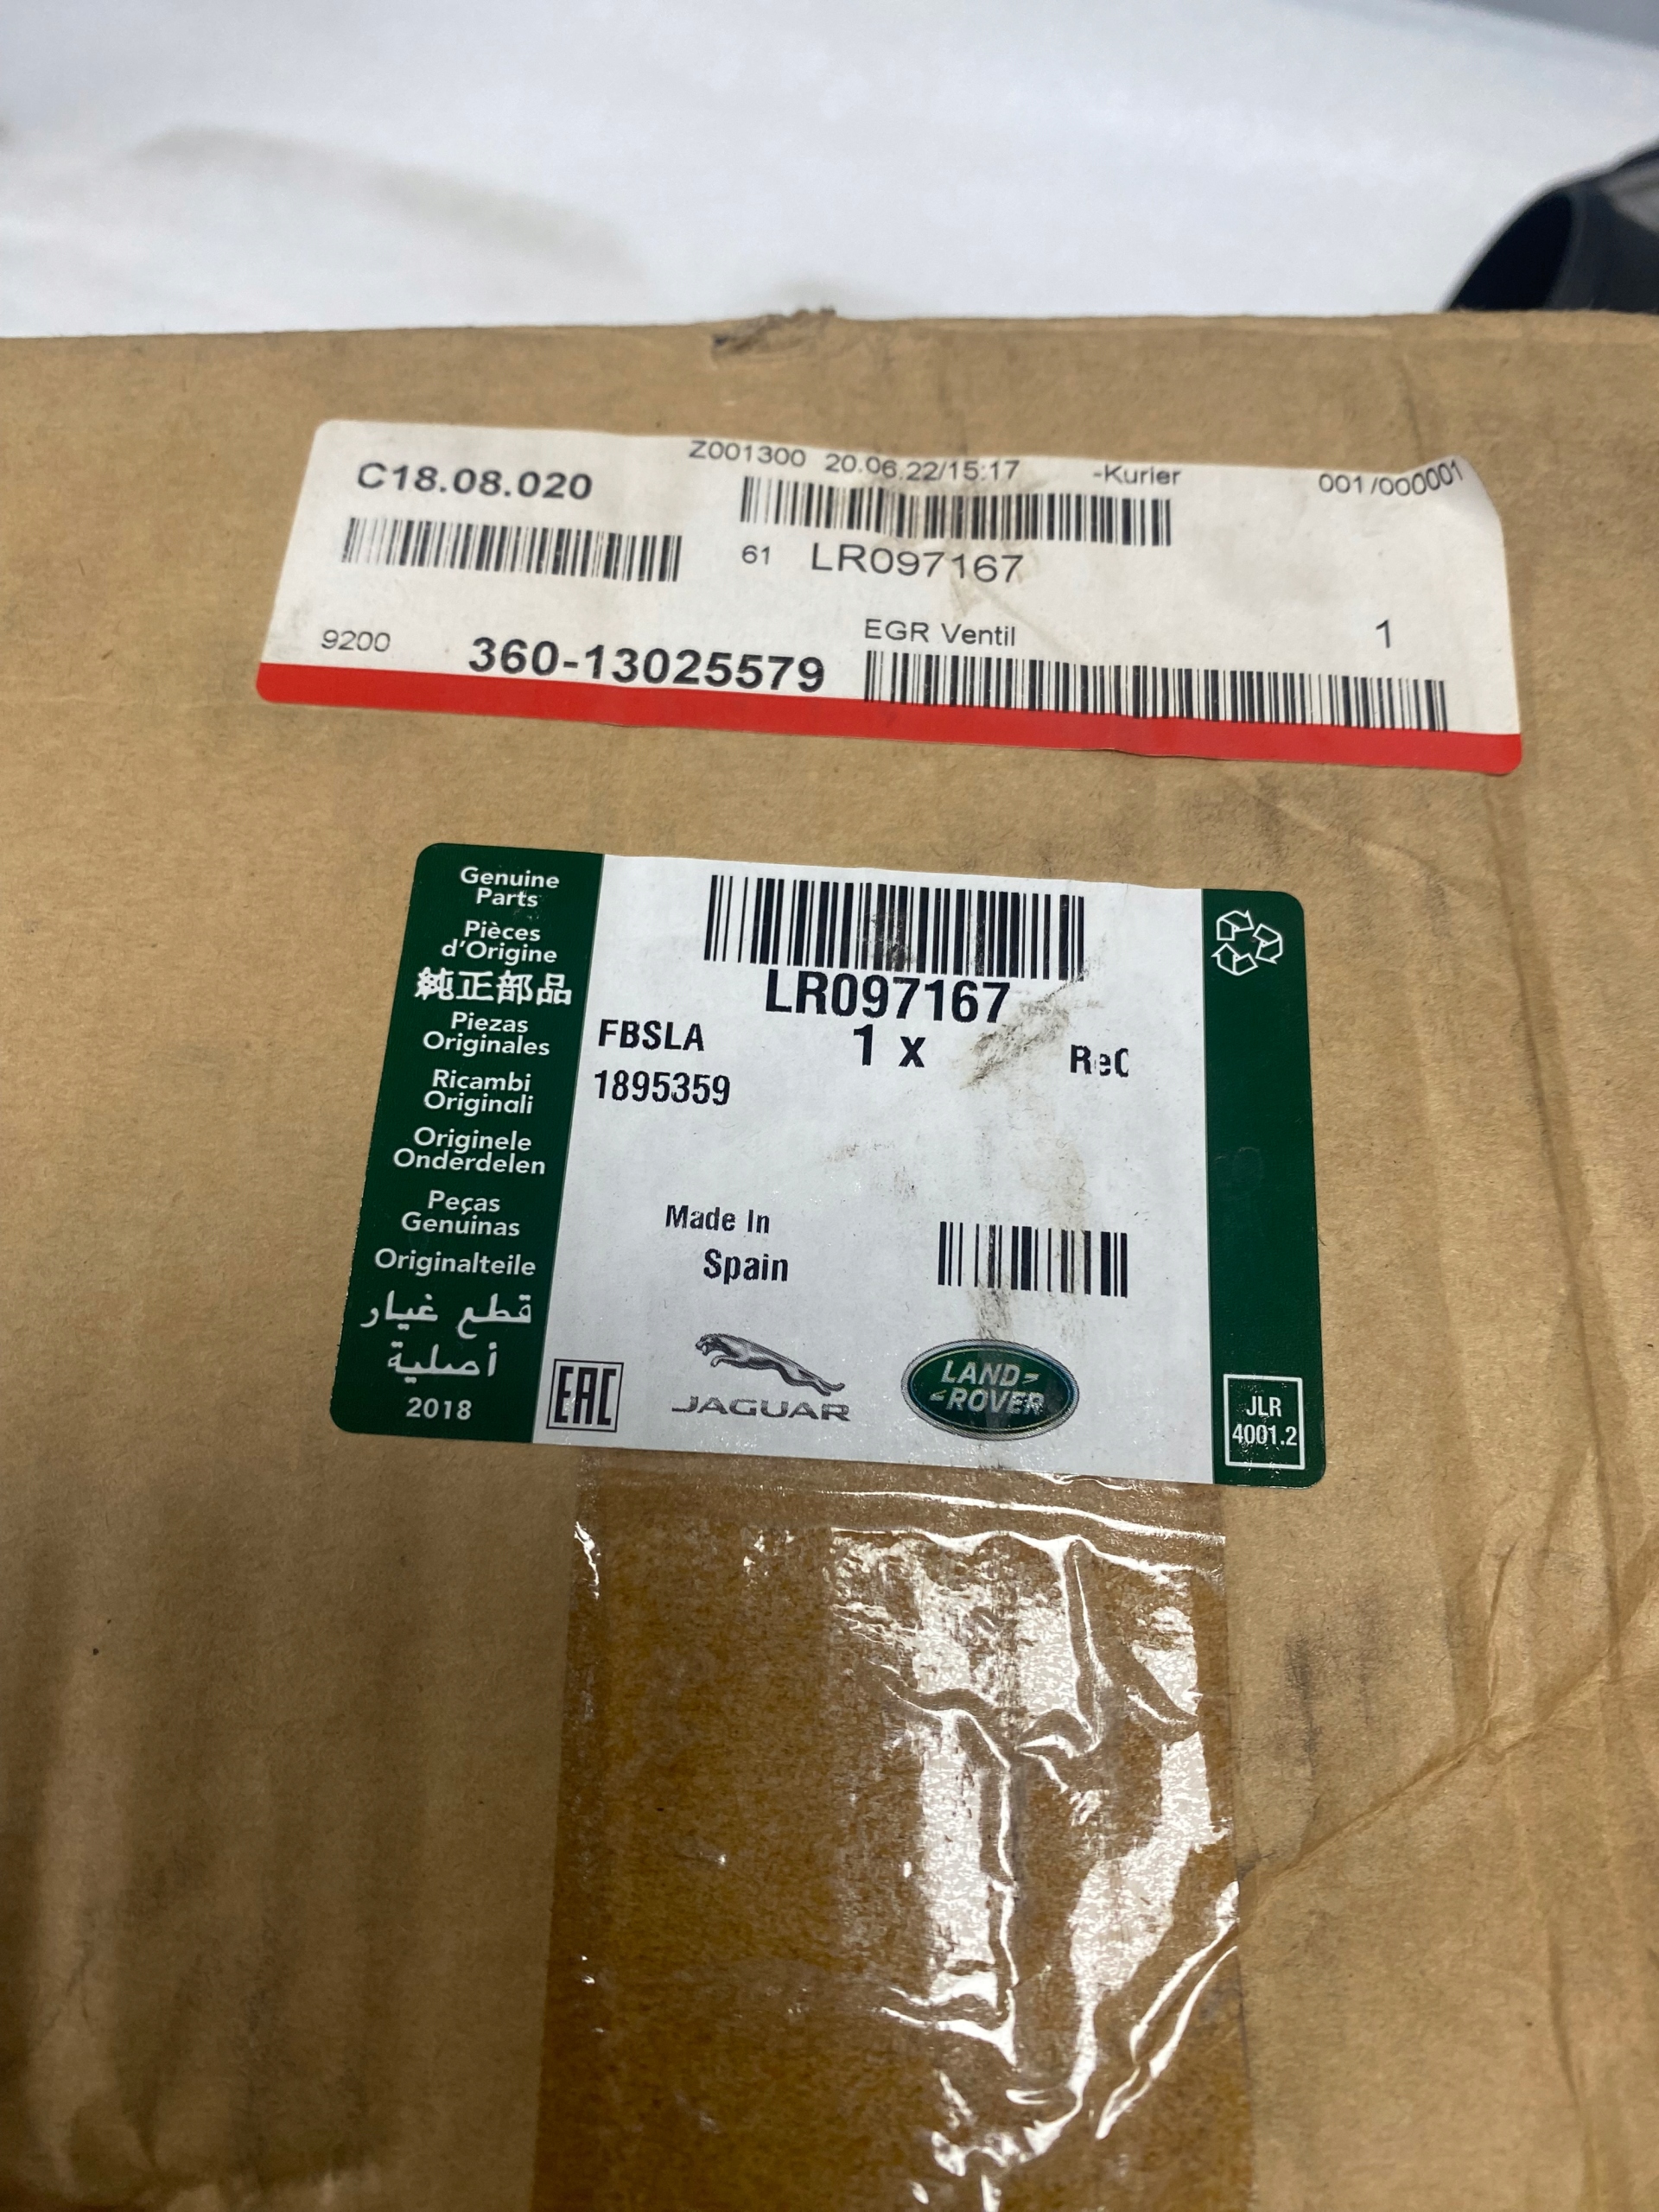 Z001300 20.06.22/15:17 -Kurier 001/000001
C18.08.020
61 LR097167
EGR Ventil 1
9200 360-13025579
Genuine
Parts
Pièces
d'Origine
純正部品
Piezas
Originales
Ricambi
Originali
Originele
Onderdelen
Peças
Genuinas
Originalteile
قطع غيار
أصلية
2018
LR097167
FBSLA 1 x ReC
1895359
Made In
Spain
EAC
JAGUAR
LAND-
ROVER
JLR
4001.2